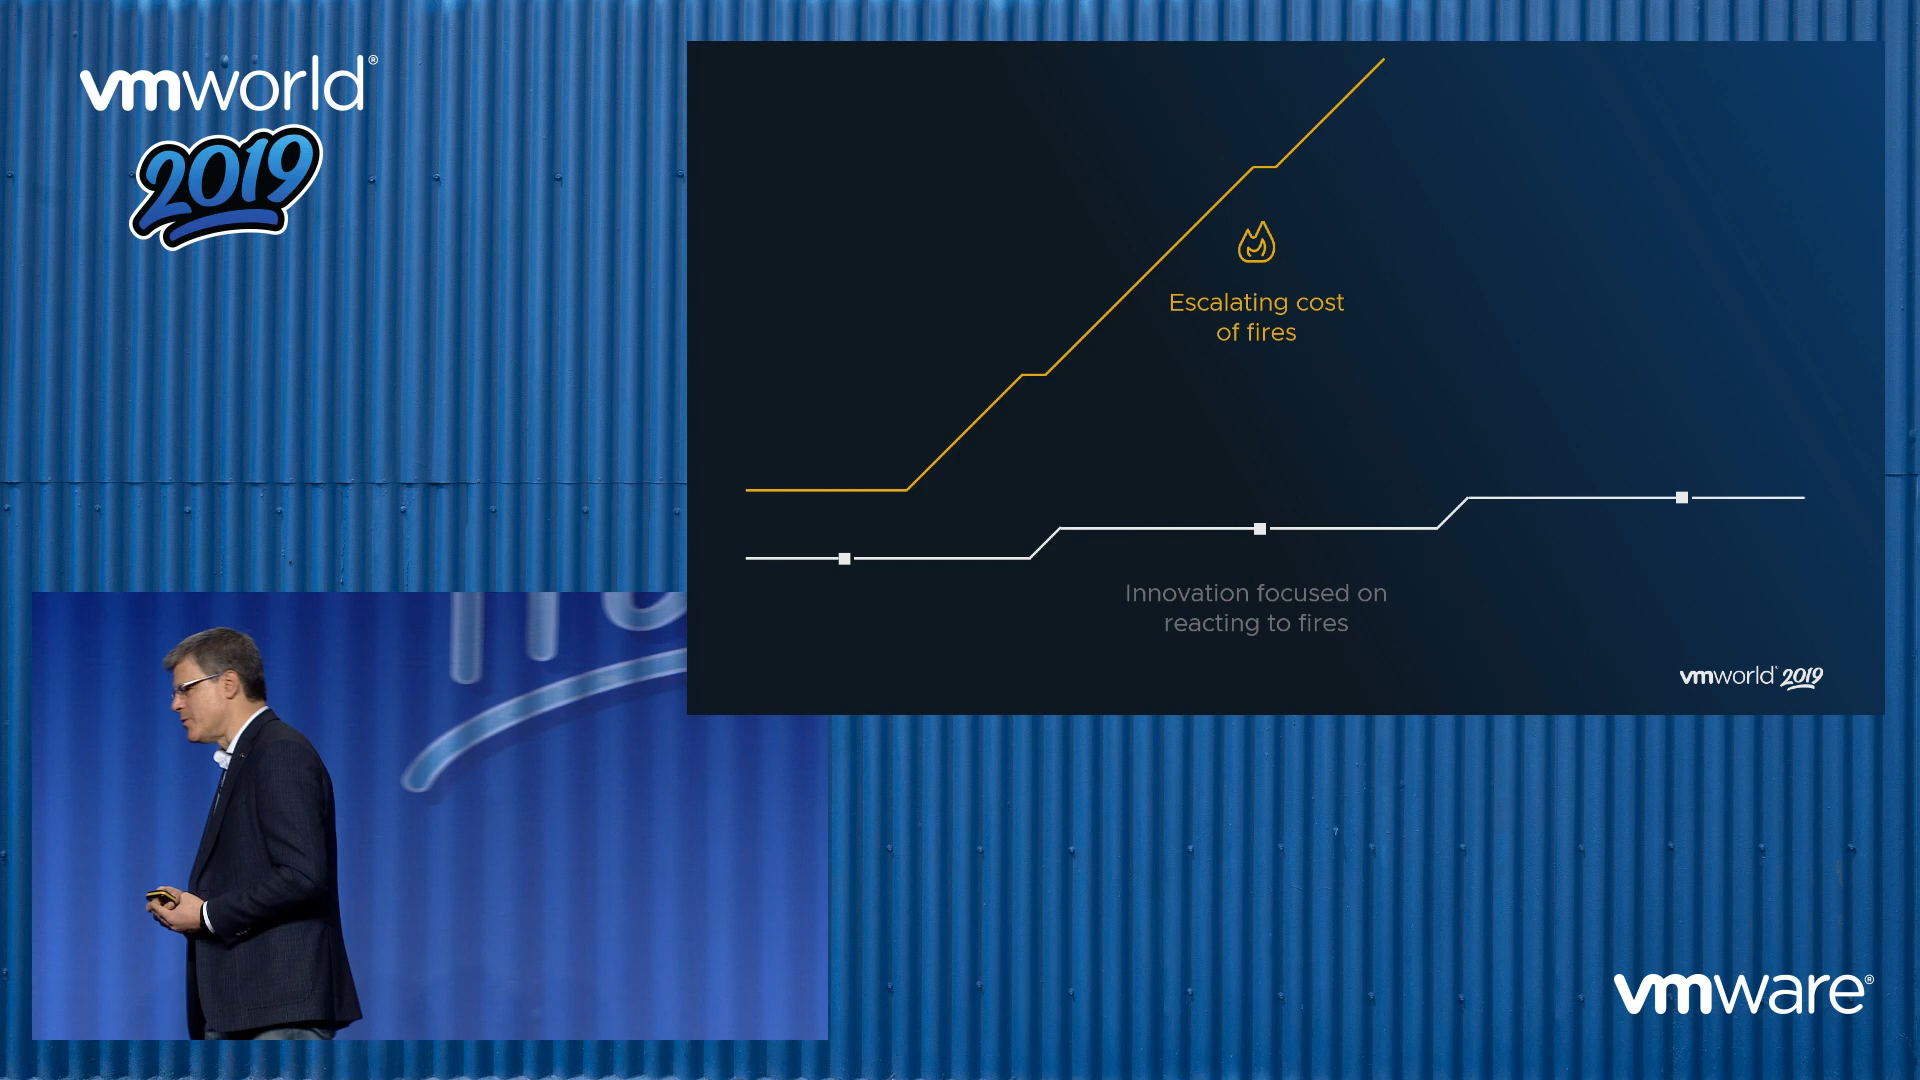 vmworld®
2019
Escalating cost
of fires
Innovation focused on
reacting to fires
vmworld 2019
vmware®